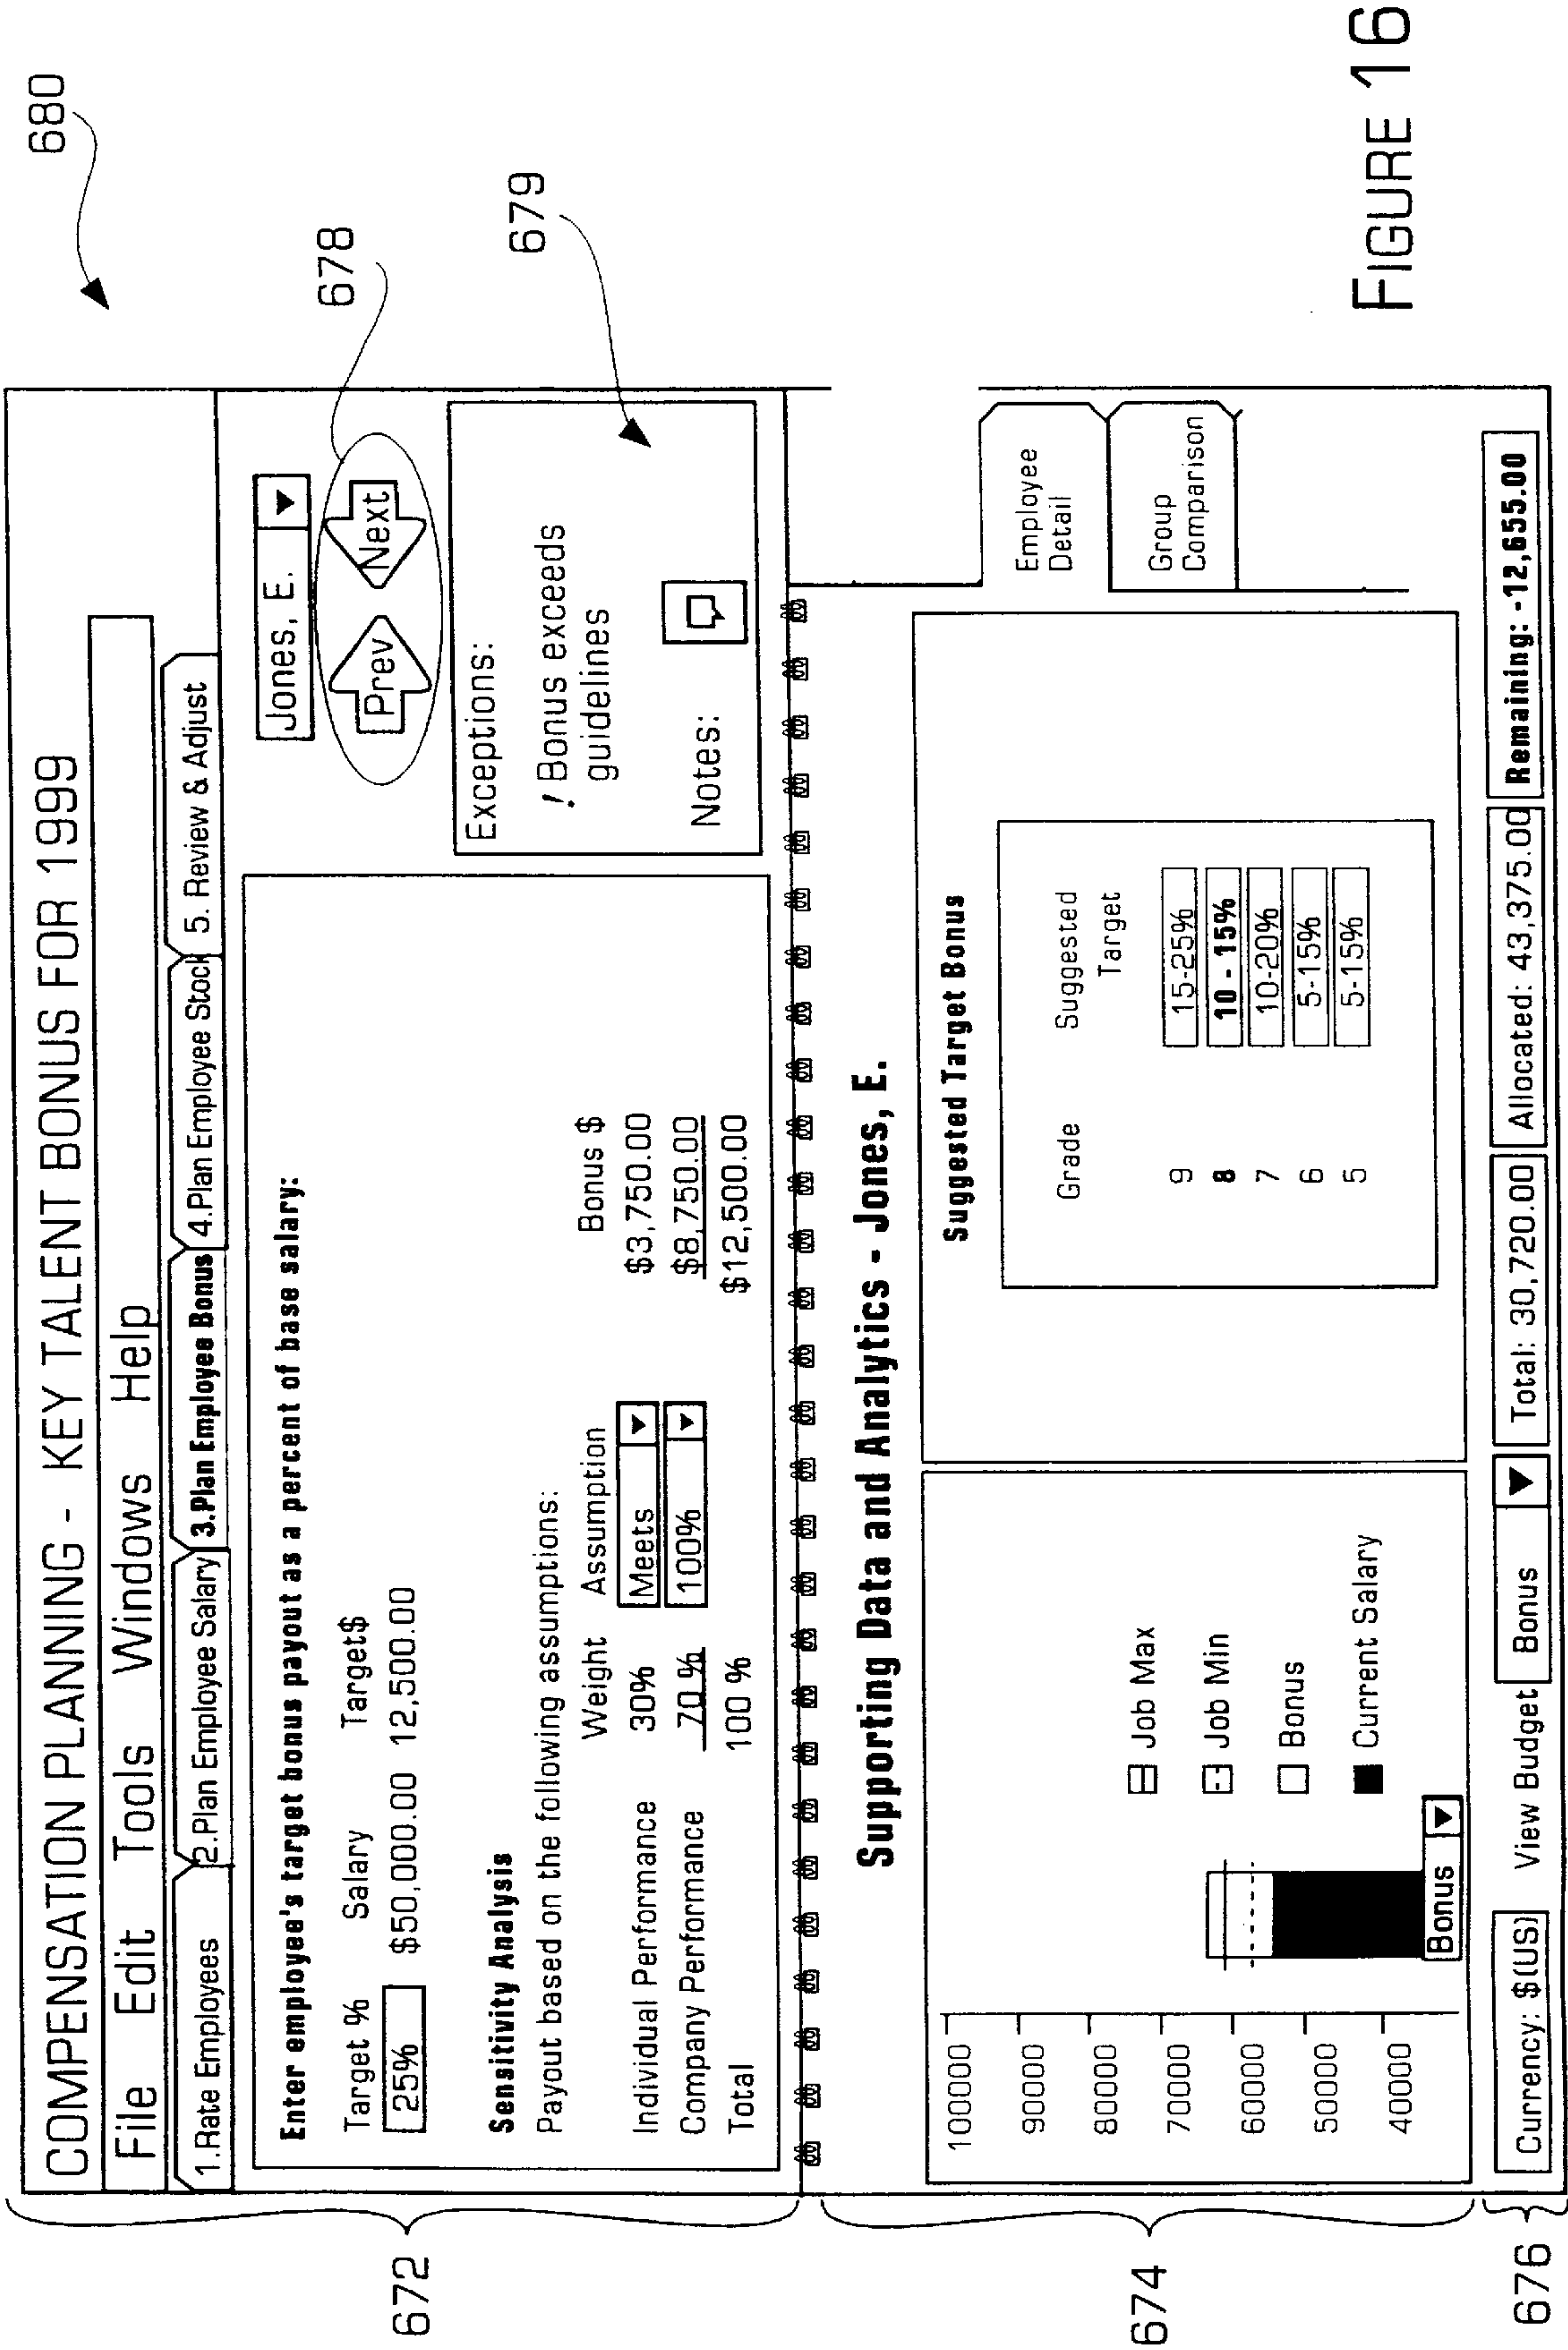 680
COMPENSATION PLANNING - KEY TALENT BONUS FOR 1999
File Edit Tools Windows Help
1.Rate Employees 2.Plan Employee Salary 3.Plan Employee Bonus 4.Plan Employee Stock 5. Review & Adjust
672
Enter employee's target bonus payout as a percent of base salary:
Target % Salary Target$
25% $50,000.00 12,500.00
Sensitivity Analysis
Payout based on the following assumptions:
Weight Assumption Bonus $
Individual Performance 30% Meets $3,750.00
Company Performance 70 % 100% $8,750.00
Total 100 % $12,500.00
Jones, E.
Prev Next
678
Exceptions:
! Bonus exceeds
guidelines
Notes:
679
674
Supporting Data and Analytics - Jones, E.
100000
90000
80000
70000
60000
50000
40000
Job Max
Job Min
Bonus
Current Salary
Bonus
Suggested Target Bonus
Grade Suggested
Target
9 15-25%
8 10 - 15%
7 10-20%
6 5-15%
5 5-15%
Employee
Detail
Group
Comparison
676
Currency: $(US) View Budget Bonus Total: 30,720.00 Allocated: 43,375.00 Remaining: -12,655.00
FIGURE 16